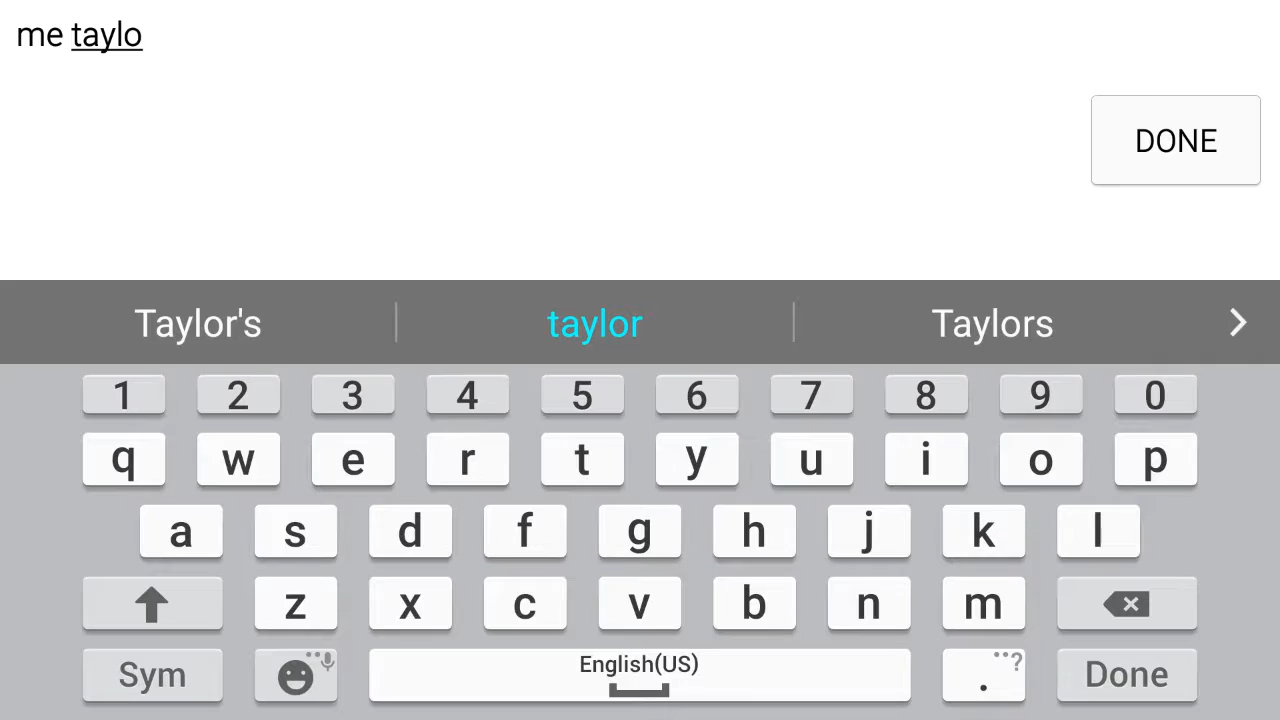 me taylo
DONE
Taylor's taylor Taylors
1 2 3 4 5 6 7 8 9 0
q w e r t y u i o p
a s d f g h j k l
z x c v b n m
Sym English(US) . ? Done